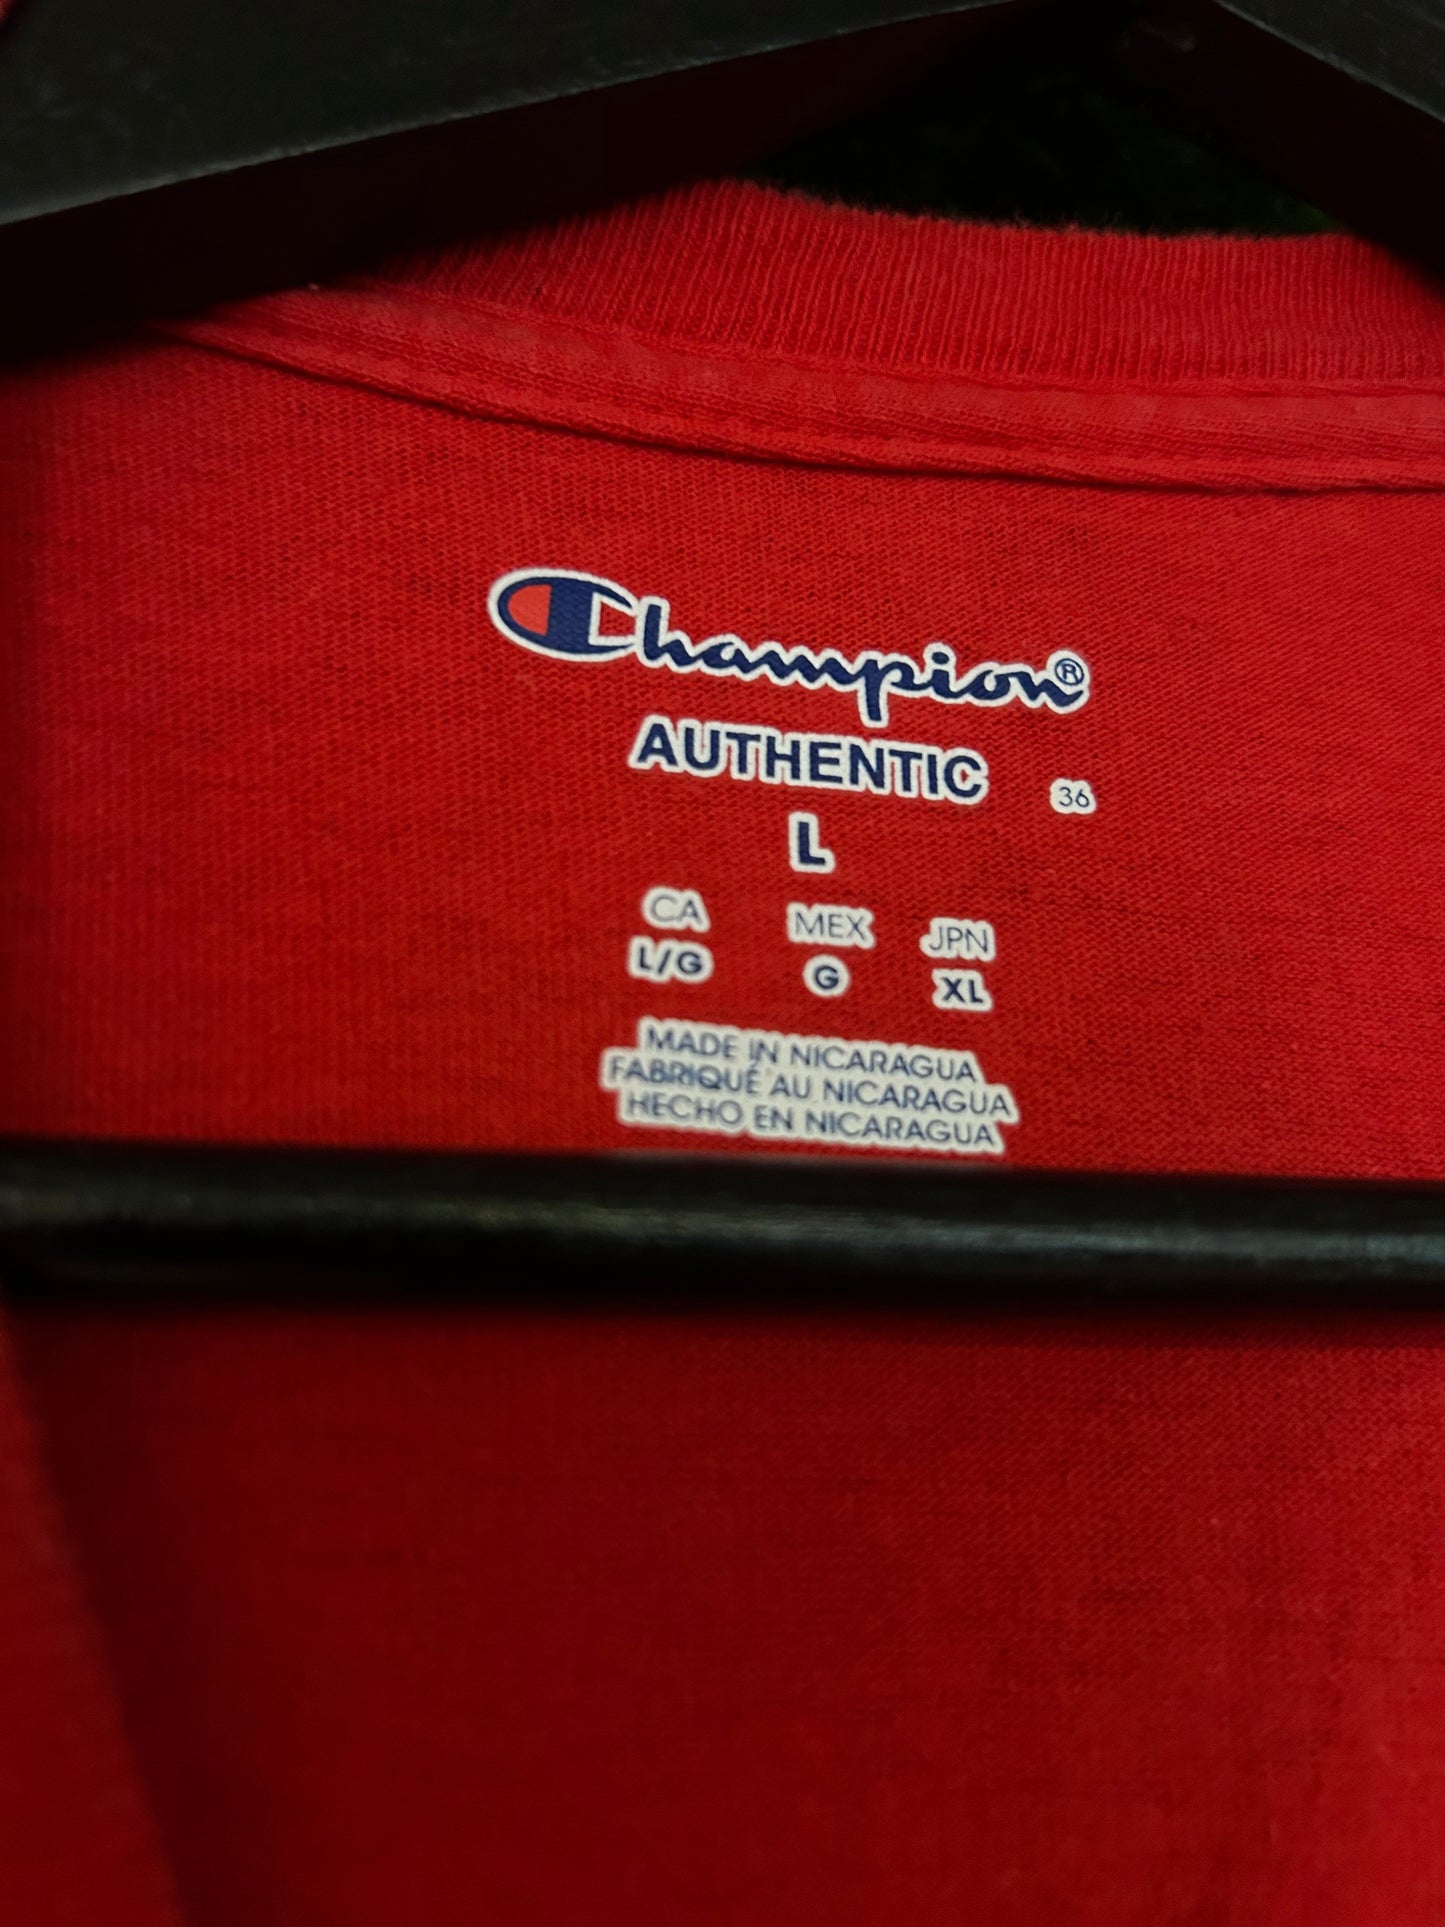 Champion®
AUTHENTIC 36
L
CA MEX JPN
L/G G XL
MADE IN NICARAGUA
FABRIQUÉ AU NICARAGUA
HECHO EN NICARAGUA